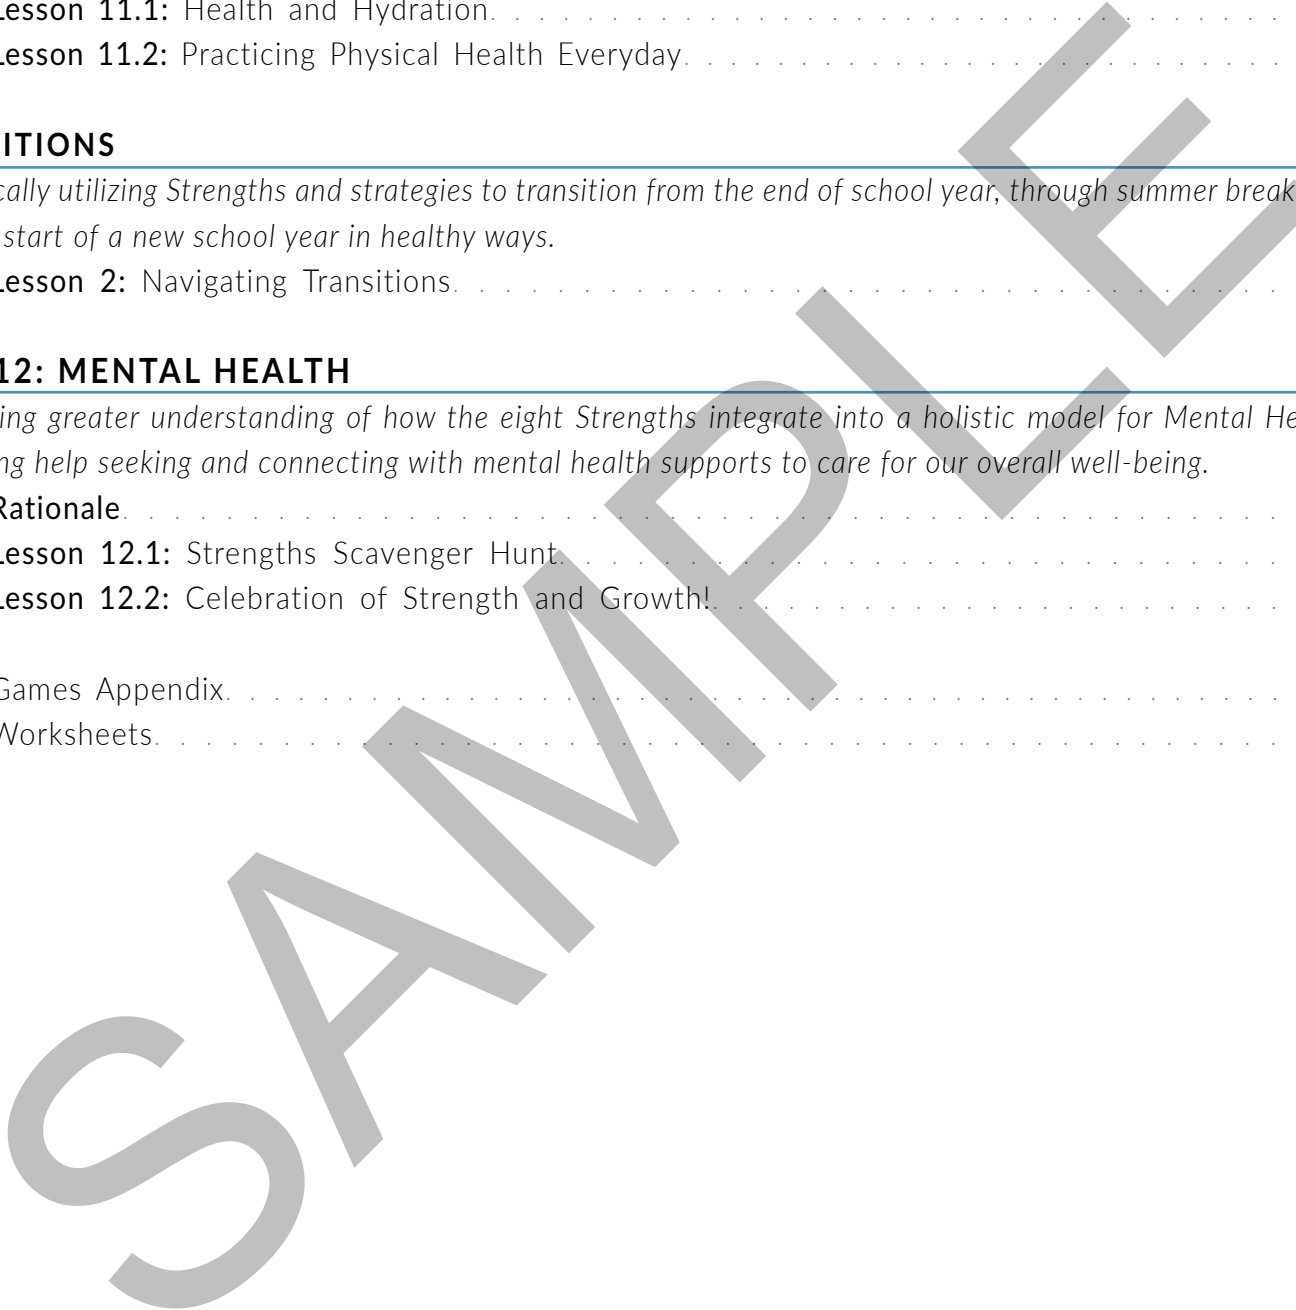 Lesson 11.1: Health and Hydration. . . . . . . . . . . . . . . . . . . . . . . . . . . . . . .
Lesson 11.2: Practicing Physical Health Everyday. . . . . . . . . . . . . . . . . . . . . . . .
ITIONS
cally utilizing Strengths and strategies to transition from the end of school year, through summer break
start of a new school year in healthy ways.
Lesson 2: Navigating Transitions. . . . . . . . . . . . . . . . . . . . . . . . . . . . . . . .
12: MENTAL HEALTH
ing greater understanding of how the eight Strengths integrate into a holistic model for Mental He
ng help seeking and connecting with mental health supports to care for our overall well-being.
Rationale. . . . . . . . . . . . . . . . . . . . . . . . . . . . . . . . . . . . . . . . . . . . .
Lesson 12.1: Strengths Scavenger Hunt. . . . . . . . . . . . . . . . . . . . . . . . . . . .
Lesson 12.2: Celebration of Strength and Growth!. . . . . . . . . . . . . . . . . . . . . .
Games Appendix. . . . . . . . . . . . . . . . . . . . . . . . . . . . . . . . . . . . . . . . .
Worksheets. . . . . . . . . . . . . . . . . . . . . . . . . . . . . . . . . . . . . . . . . . . .
SAMPLE